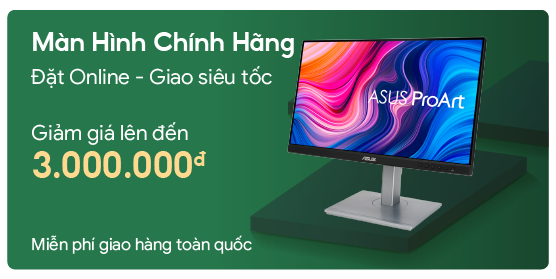 Màn Hình Chính Hãng
Đặt Online - Giao siêu tốc
ASUS ProArt
Giảm giá lên đến
3.000.000đ
ASUS
Miễn phí giao hàng toàn quốc